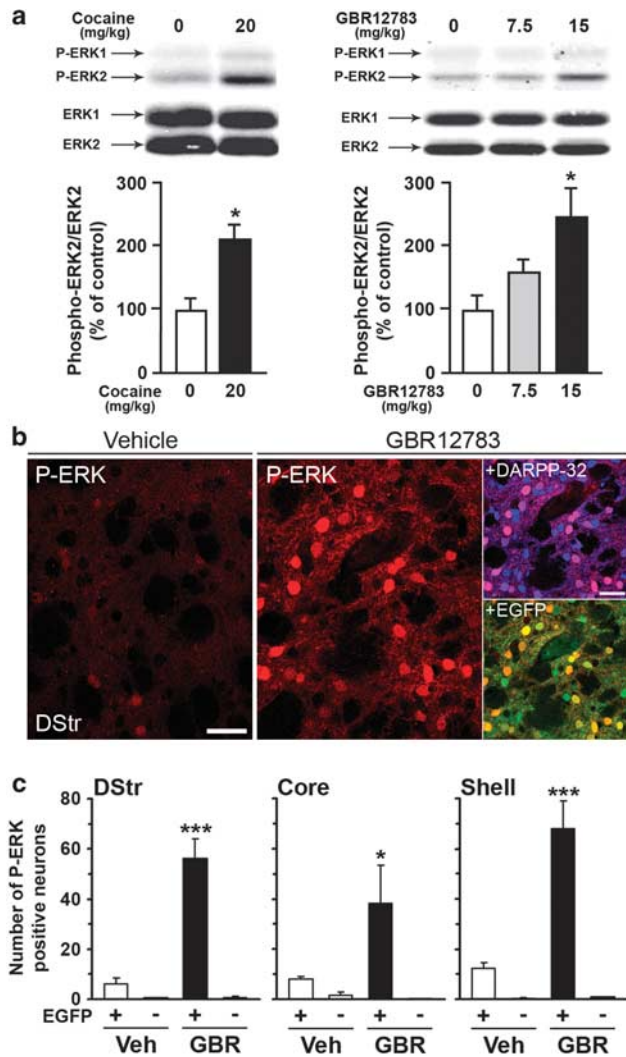 a
Cocaine (mg/kg) 0 20
P-ERK1
P-ERK2
ERK1
ERK2
Phospho-ERK2/ERK2
(% of control)
300
200
100
0
*
Cocaine (mg/kg) 0 20
GBR12783 (mg/kg) 0 7.5 15
P-ERK1
P-ERK2
ERK1
ERK2
Phospho-ERK2/ERK2
(% of control)
300
200
100
0
*
GBR12783 (mg/kg) 0 7.5 15
b
Vehicle
GBR12783
P-ERK
DStr
P-ERK
+DARPP-32
+EGFP
c
DStr
Core
Shell
Number of P-ERK
positive neurons
80
60
40
20
0
***
*
***
EGFP + - + - + - + - + - + -
Veh GBR Veh GBR Veh GBR